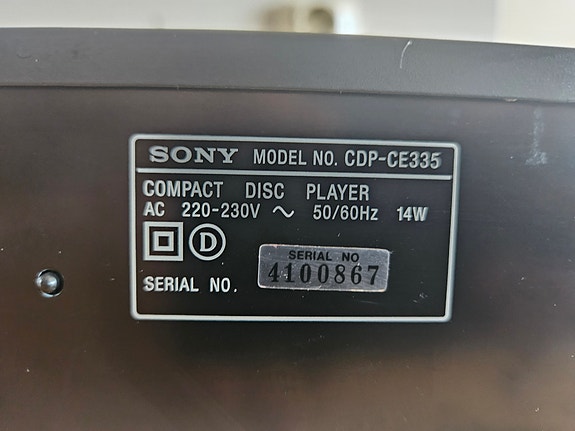 SONY MODEL NO. CDP-CE335
COMPACT DISC PLAYER
AC 220-230V ~ 50/60Hz 14W
D
SERIAL NO
4100867
SERIAL NO.